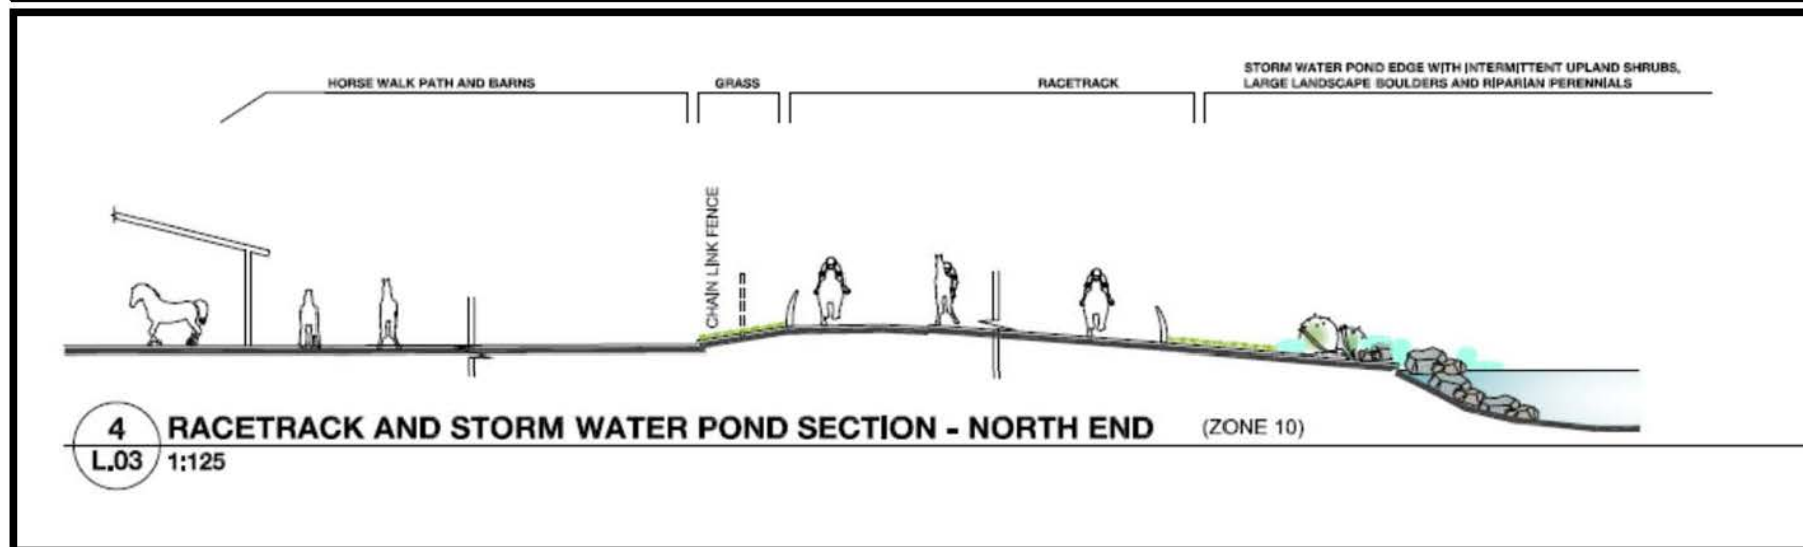 HORSE WALK PATH AND BARNS
GRASS
RACETRACK
STORM WATER POND EDGE WITH INTERMITTENT UPLAND SHRUBS,
LARGE LANDSCAPE BOULDERS AND RIPARIAN PERENNIALS
CHAIN LINK FENCE
4
L.03
RACETRACK AND STORM WATER POND SECTION - NORTH END
(ZONE 10)
1:125